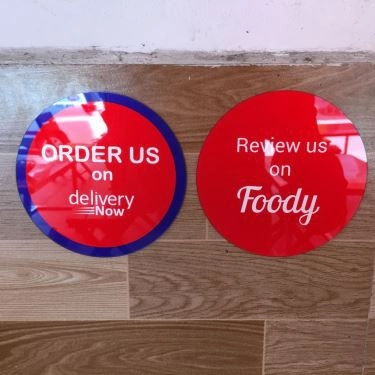 ORDER US
on
delivery
Now
Review us
on
Foody